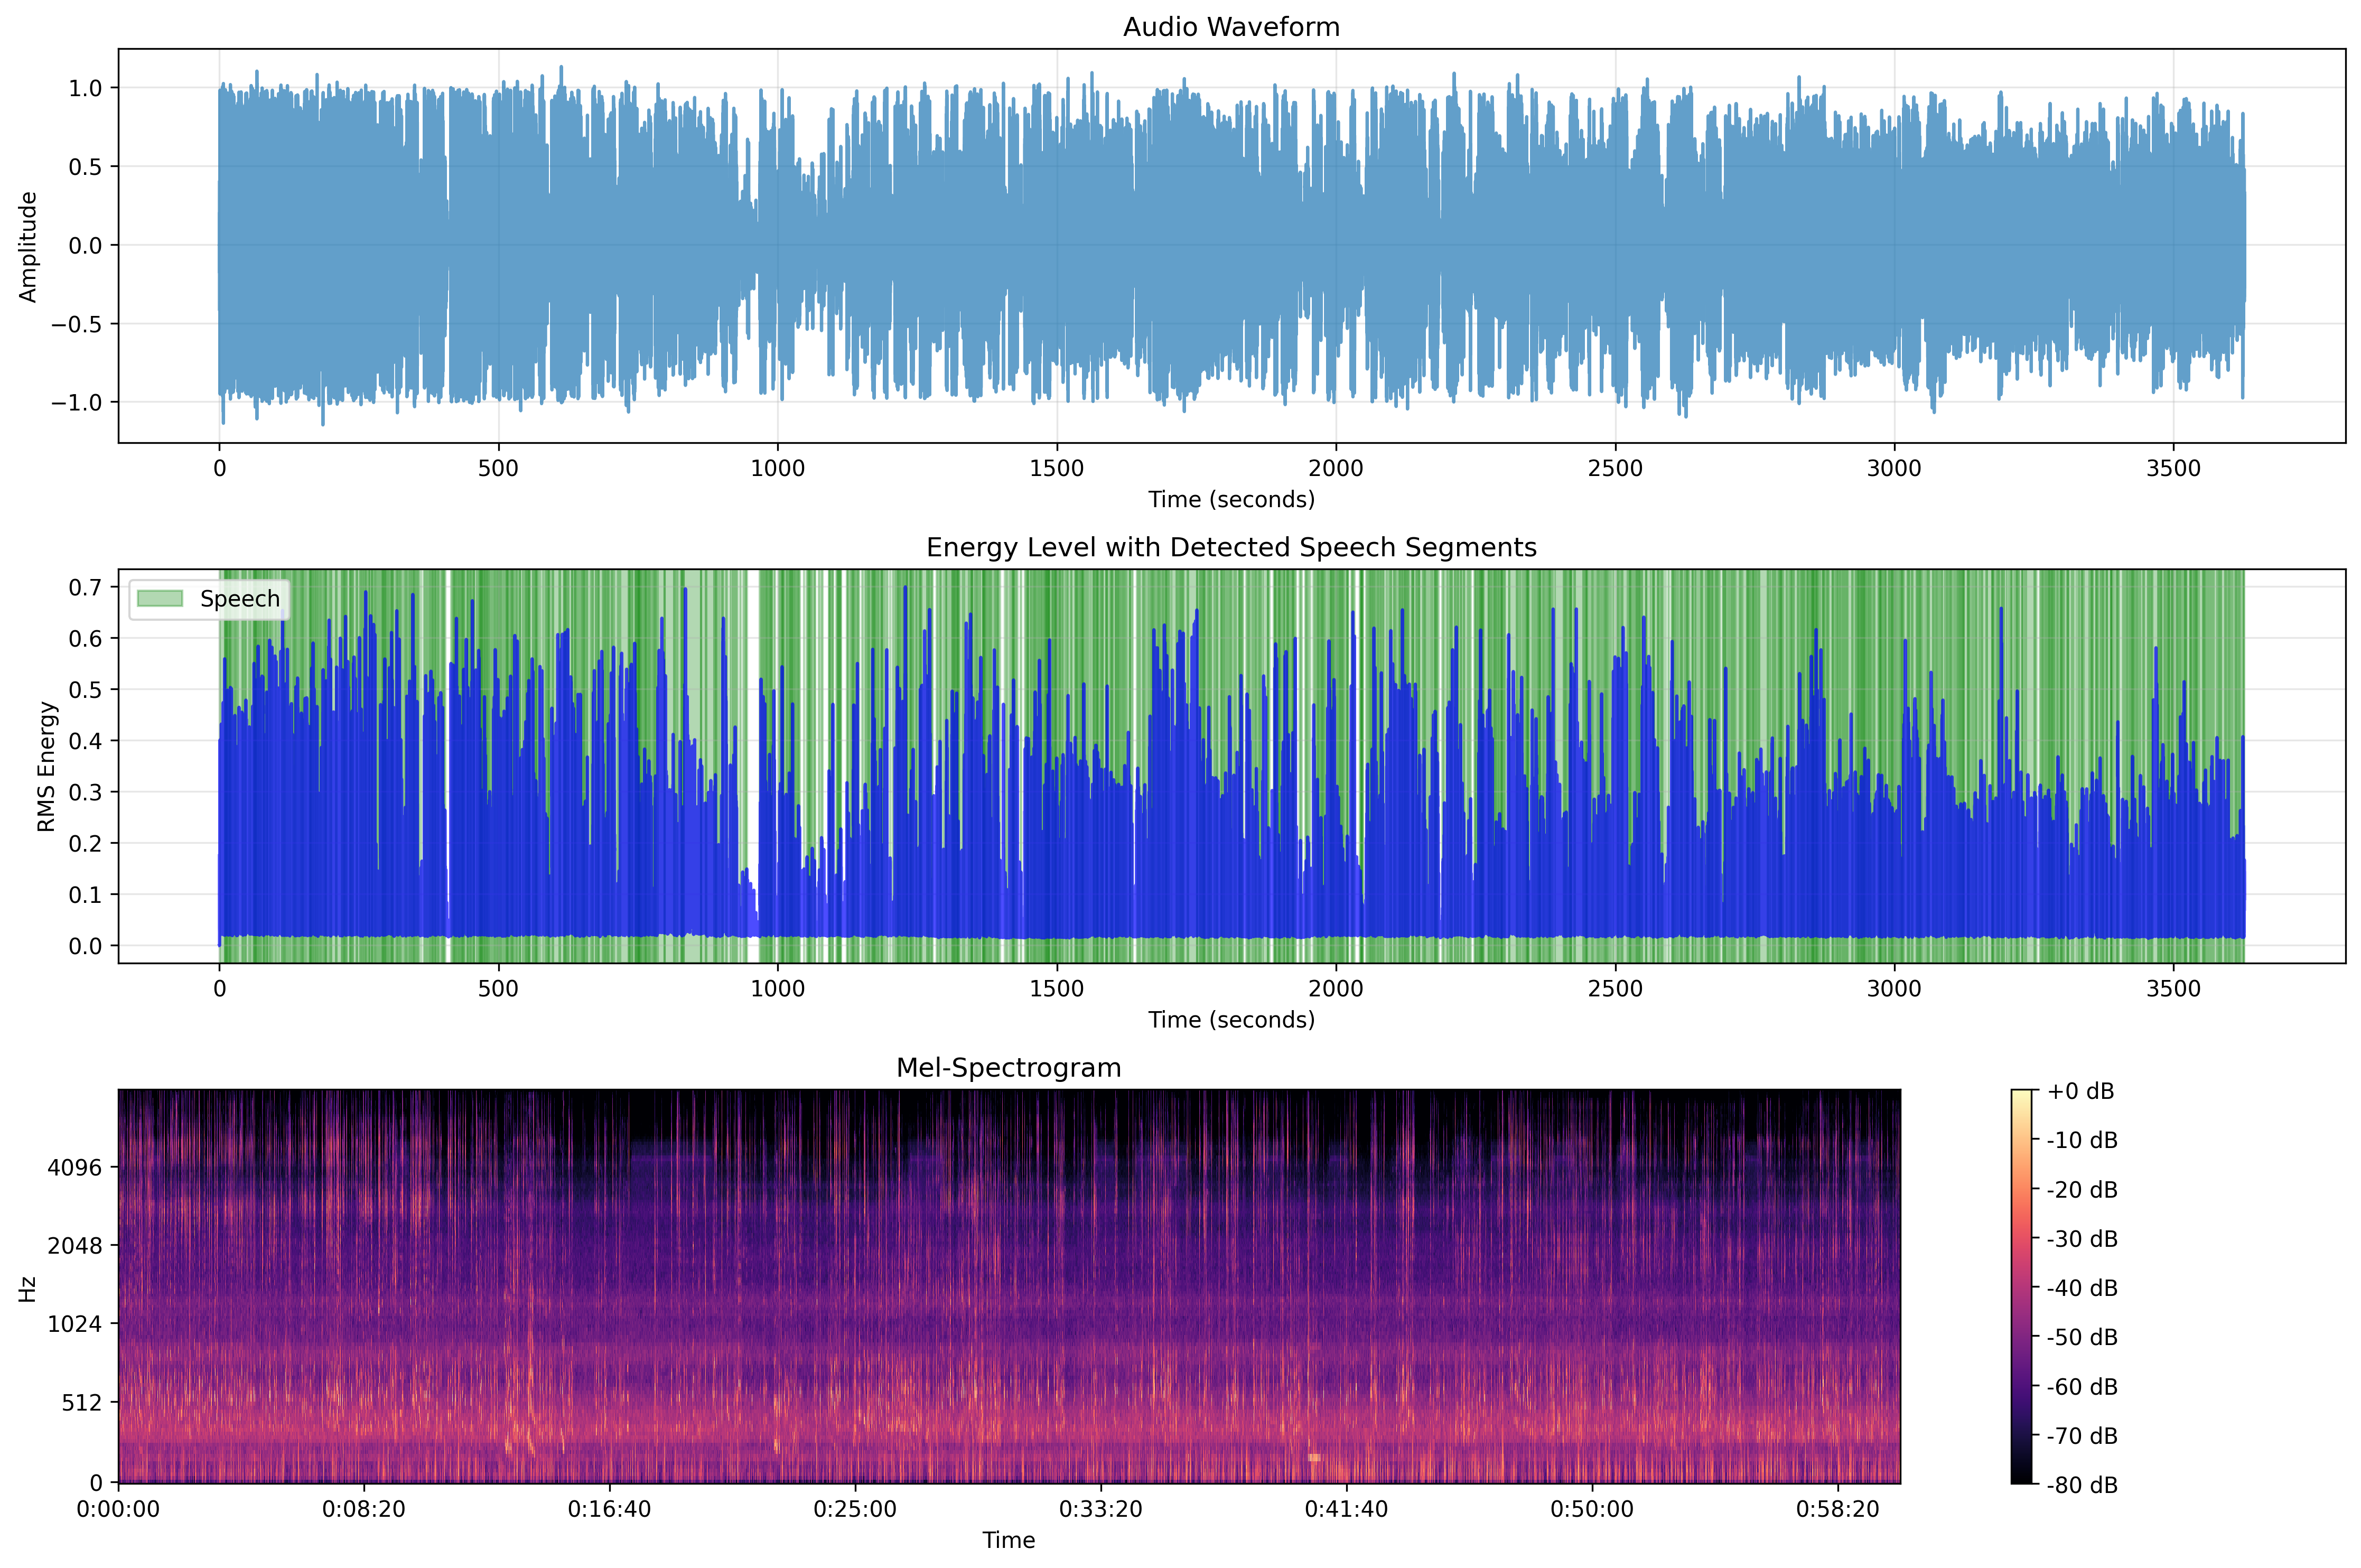 Audio Waveform
1.0
0.5
0.0
−0.5
−1.0
Amplitude
0 500 1000 1500 2000 2500 3000 3500
Time (seconds)
Energy Level with Detected Speech Segments
Speech
0.7
0.6
0.5
0.4
0.3
0.2
0.1
0.0
RMS Energy
0 500 1000 1500 2000 2500 3000 3500
Time (seconds)
Mel-Spectrogram
4096
2048
1024
512
0
Hz
0:00:00 0:08:20 0:16:40 0:25:00 0:33:20 0:41:40 0:50:00 0:58:20
Time
+0 dB
-10 dB
-20 dB
-30 dB
-40 dB
-50 dB
-60 dB
-70 dB
-80 dB